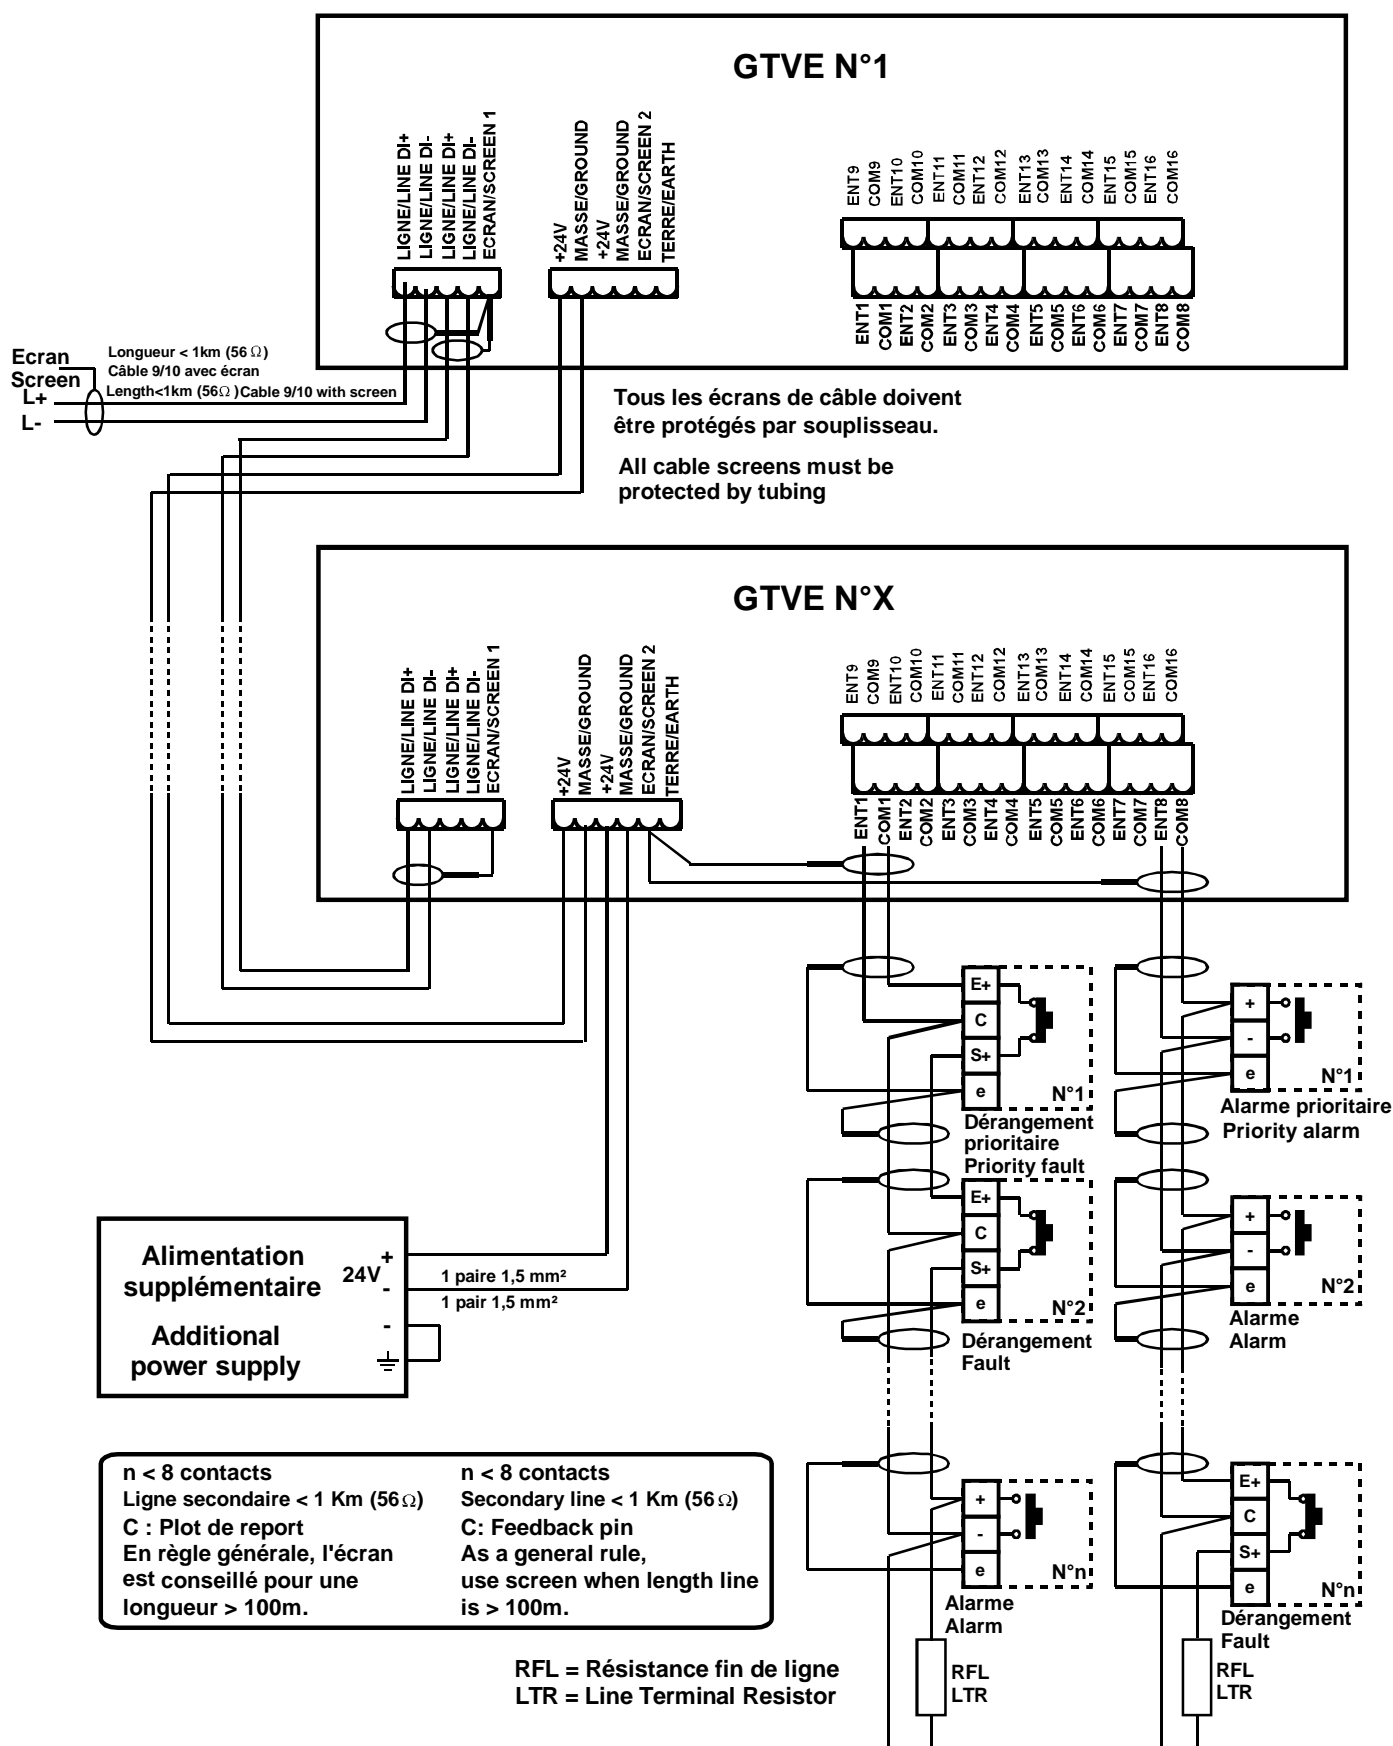 GTVE N°1
LIGNE/LINE DI+
LIGNE/LINE DI-
LIGNE/LINE DI+
LIGNE/LINE DI-
ECRAN/SCREEN 1
+24V
MASSE/GROUND
+24V
MASSE/GROUND
ECRAN/SCREEN 2
TERRE/EARTH
ENT9
COM9
ENT10
COM10
ENT11
COM11
ENT12
COM12
ENT13
COM13
ENT14
COM14
ENT15
COM15
ENT16
COM16
ENT1
COM1
ENT2
COM2
ENT3
COM3
ENT4
COM4
ENT5
COM5
ENT6
COM6
ENT7
COM7
ENT8
COM8
Ecran
Screen
L+
L-
Longueur < 1km (56 Ω)
Câble 9/10 avec écran
Length<1km (56Ω )Cable 9/10 with screen
Tous les écrans de câble doivent
être protégés par souplisseau.
All cable screens must be
protected by tubing
GTVE N°X
LIGNE/LINE DI+
LIGNE/LINE DI-
LIGNE/LINE DI+
LIGNE/LINE DI-
ECRAN/SCREEN 1
+24V
MASSE/GROUND
+24V
MASSE/GROUND
ECRAN/SCREEN 2
TERRE/EARTH
ENT9
COM9
ENT10
COM10
ENT11
COM11
ENT12
COM12
ENT13
COM13
ENT14
COM14
ENT15
COM15
ENT16
COM16
ENT1
COM1
ENT2
COM2
ENT3
COM3
ENT4
COM4
ENT5
COM5
ENT6
COM6
ENT7
COM7
ENT8
COM8
E+
C
S+
e
N°1
Dérangement
prioritaire
Priority fault
+
-
e
N°1
Alarme prioritaire
Priority alarm
E+
C
S+
e
N°2
Dérangement
Fault
+
-
e
N°2
Alarme
Alarm
Alimentation
supplémentaire
Additional
power supply
24V
+
-
-
1 paire 1,5 mm²
1 pair 1,5 mm²
n < 8 contacts
Ligne secondaire < 1 Km (56Ω)
C : Plot de report
En règle générale, l'écran
est conseillé pour une
longueur > 100m.
n < 8 contacts
Secondary line < 1 Km (56Ω)
C: Feedback pin
As a general rule,
use screen when length line
is > 100m.
+
-
e
N°n
Alarme
Alarm
E+
C
S+
e
N°n
Dérangement
Fault
RFL = Résistance fin de ligne
LTR = Line Terminal Resistor
RFL
LTR
RFL
LTR